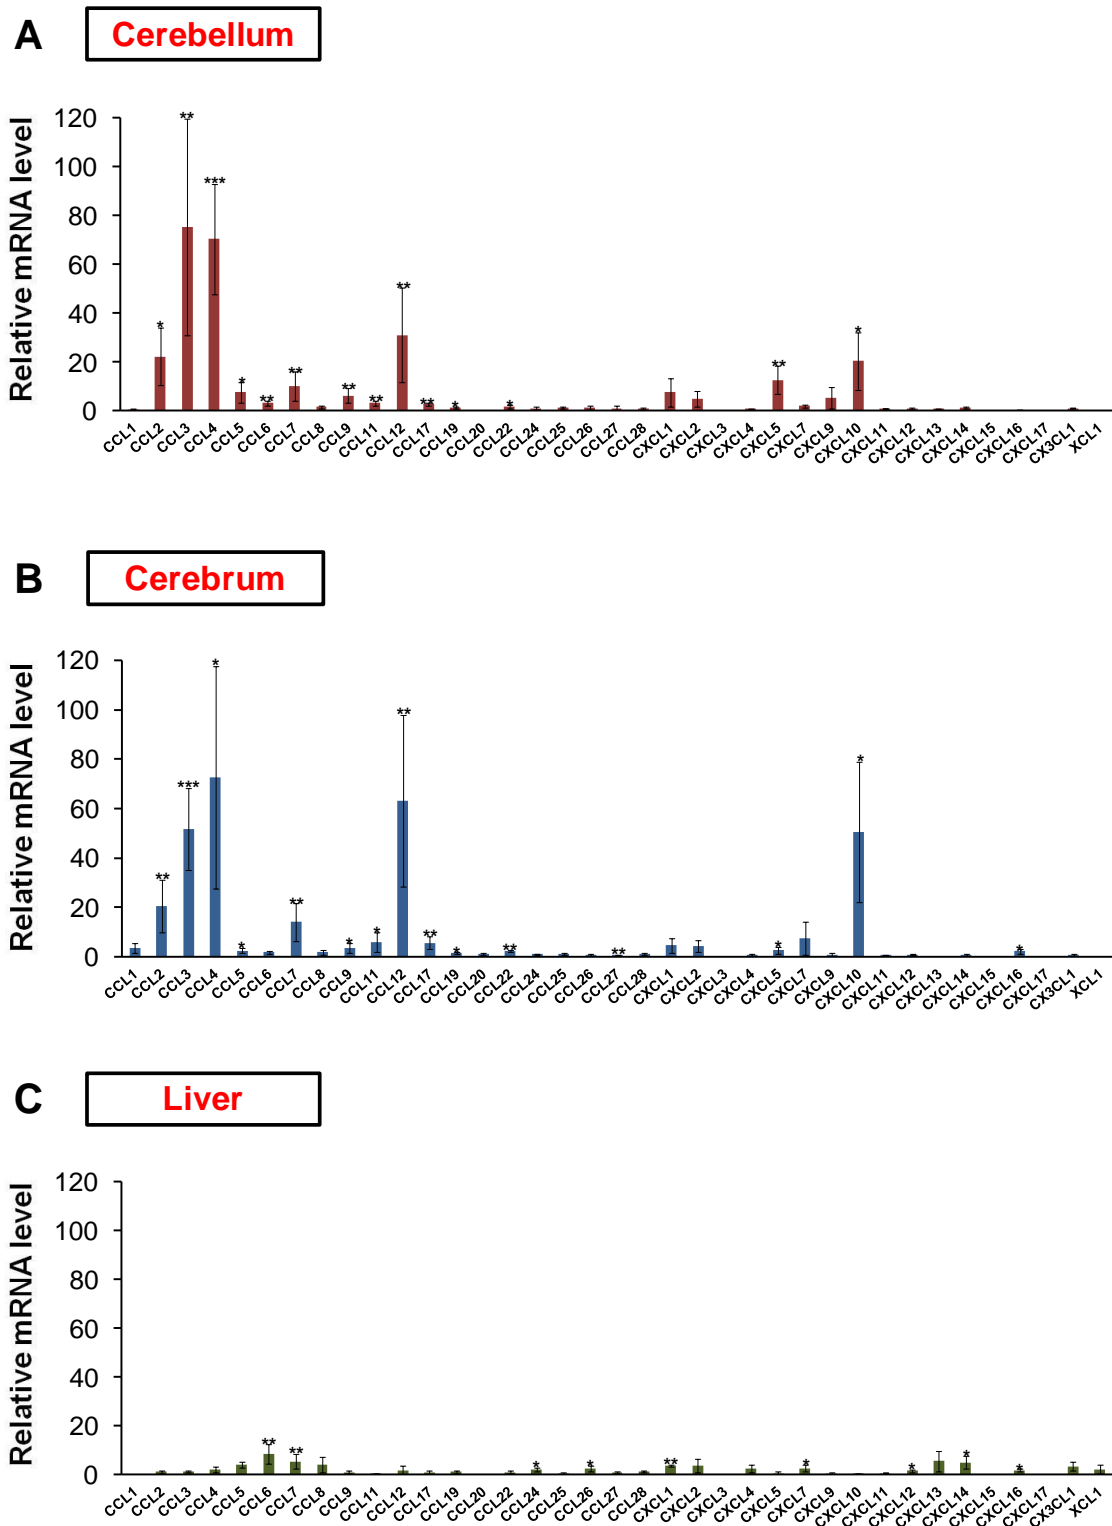 A
Cerebellum
Relative mRNA level
120
100
80
60
40
20
0
** *** * * ** ** ** ** ** ** * * ** *
CCL1 CCL2 CCL3 CCL4 CCL5 CCL6 CCL7 CCL8 CCL9 CCL11 CCL12 CCL17 CCL19 CCL20 CCL22 CCL24 CCL25 CCL26 CCL27 CCL28 CXCL1 CXCL2 CXCL3 CXCL4 CXCL5 CXCL7 CXCL9 CXCL10 CXCL11 CXCL12 CXCL13 CXCL14 CXCL15 CXCL16 CXCL17 CX3CL1 XCL1
B
Cerebrum
Relative mRNA level
120
100
80
60
40
20
0
** *** * * ** * * ** ** * ** ** * * *
CCL1 CCL2 CCL3 CCL4 CCL5 CCL6 CCL7 CCL8 CCL9 CCL11 CCL12 CCL17 CCL19 CCL20 CCL22 CCL24 CCL25 CCL26 CCL27 CCL28 CXCL1 CXCL2 CXCL3 CXCL4 CXCL5 CXCL7 CXCL9 CXCL10 CXCL11 CXCL12 CXCL13 CXCL14 CXCL15 CXCL16 CXCL17 CX3CL1 XCL1
C
Liver
Relative mRNA level
120
100
80
60
40
20
0
** ** * * ** * * * *
CCL1 CCL2 CCL3 CCL4 CCL5 CCL6 CCL7 CCL8 CCL9 CCL11 CCL12 CCL17 CCL19 CCL20 CCL22 CCL24 CCL25 CCL26 CCL27 CCL28 CXCL1 CXCL2 CXCL3 CXCL4 CXCL5 CXCL7 CXCL9 CXCL10 CXCL11 CXCL12 CXCL13 CXCL14 CXCL15 CXCL16 CXCL17 CX3CL1 XCL1